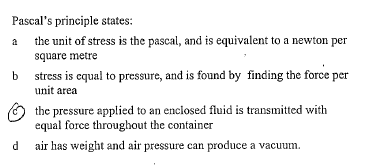 Pascal's principle states:
a the unit of stress is the pascal, and is equivalent to a newton per
square metre
b stress is equal to pressure, and is found by finding the force per
unit area
c the pressure applied to an enclosed fluid is transmitted with
equal force throughout the container
d air has weight and air pressure can produce a vacuum.